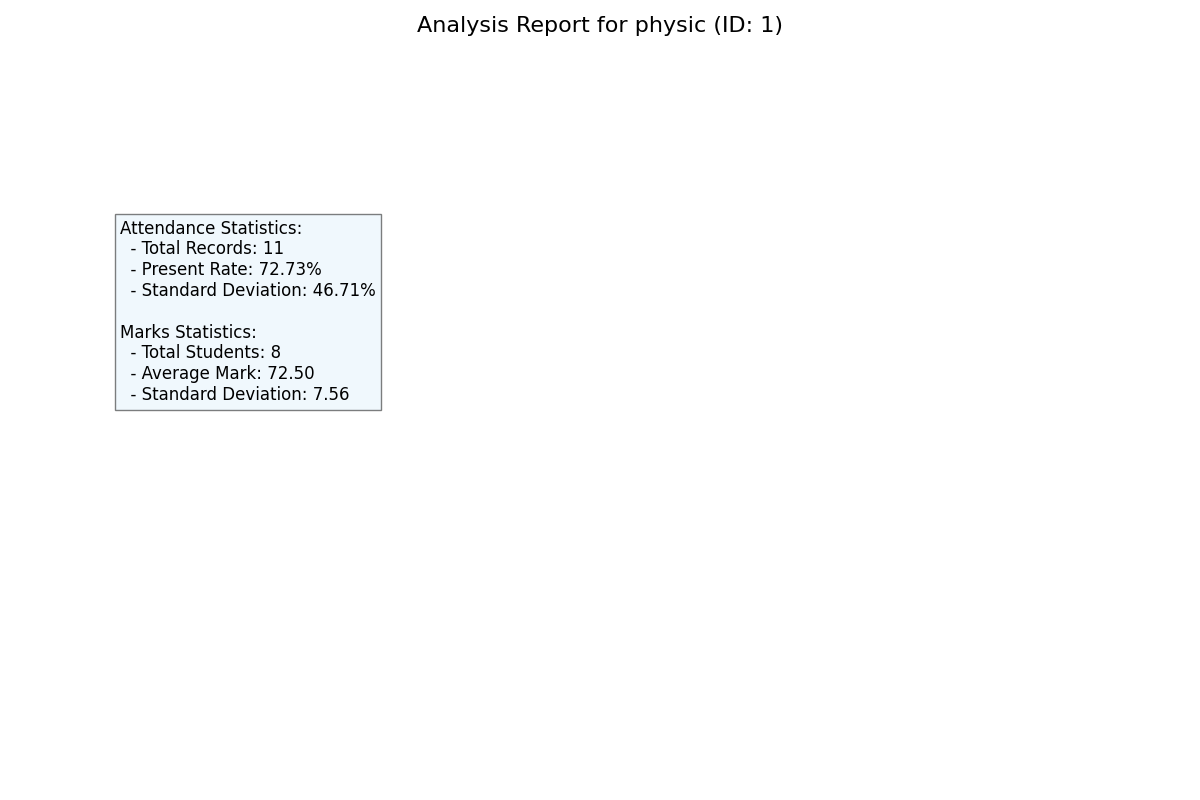 Analysis Report for physic (ID: 1)
Attendance Statistics:
- Total Records: 11
- Present Rate: 72.73%
- Standard Deviation: 46.71%
Marks Statistics:
- Total Students: 8
- Average Mark: 72.50
- Standard Deviation: 7.56